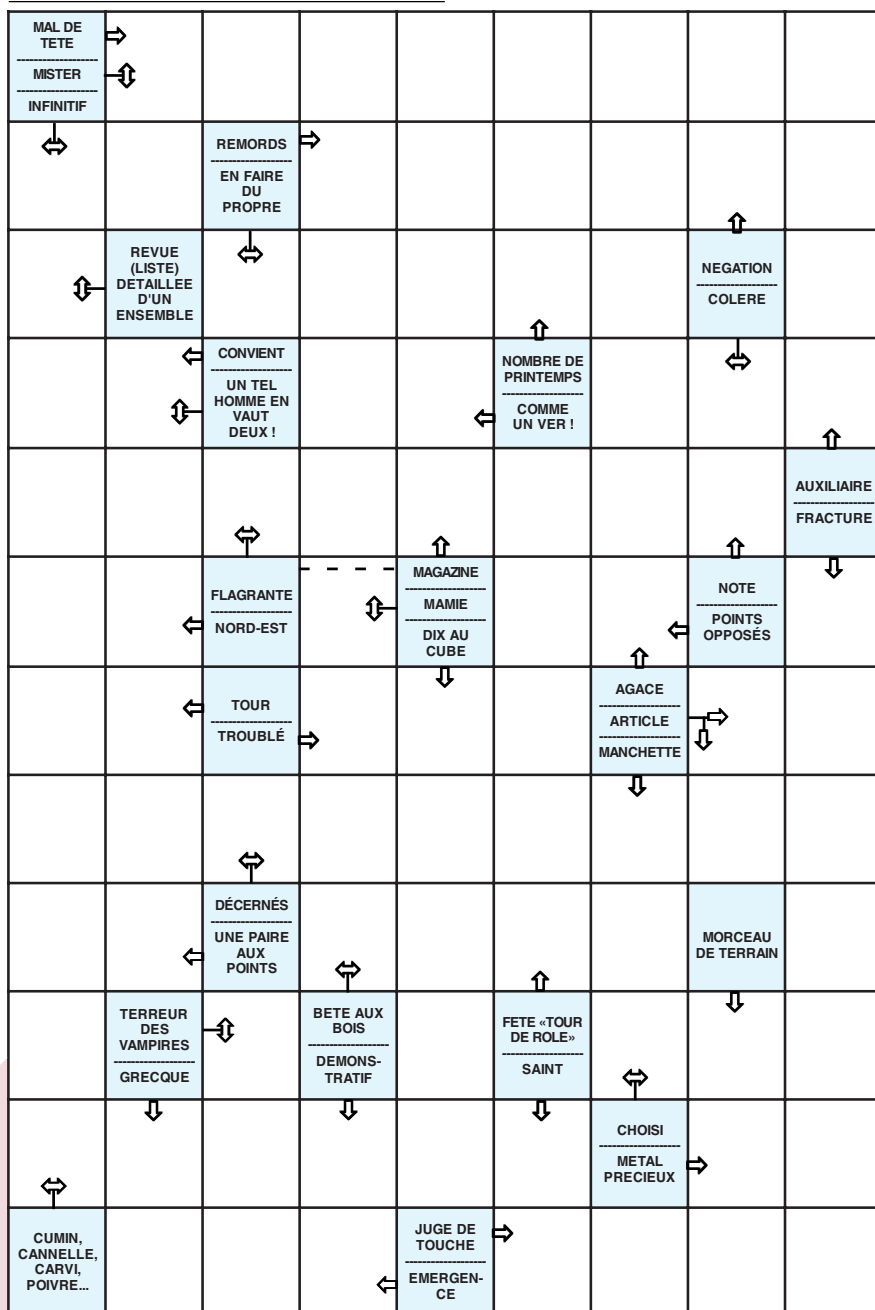 MAL DE
TETE
MISTER
INFINITIF
REMORDS
EN FAIRE
DU
PROPRE
REVUE
(LISTE)
DETAILLEE
D'UN
ENSEMBLE
NEGATION
COLERE
CONVIENT
UN TEL
HOMME EN
VAUT
DEUX !
NOMBRE DE
PRINTEMPS
COMME
UN VER !
AUXILIAIRE
FRACTURE
FLAGRANTE
NORD-EST
MAGAZINE
MAMIE
DIX AU
CUBE
NOTE
POINTS
OPPOSÉS
TOUR
TROUBLÉ
AGACE
ARTICLE
MANCHETTE
DÉCERNÉS
UNE PAIRE
AUX
POINTS
MORCEAU
DE TERRAIN
TERREUR
DES
VAMPIRES
GRECQUE
BETE AUX
BOIS
DEMONS-
TRATIF
FETE «TOUR
DE ROLE»
SAINT
CHOISI
METAL
PRECIEUX
CUMIN,
CANNELLE,
CARVI,
POIVRE...
JUGE DE
TOUCHE
EMERGEN-
CE